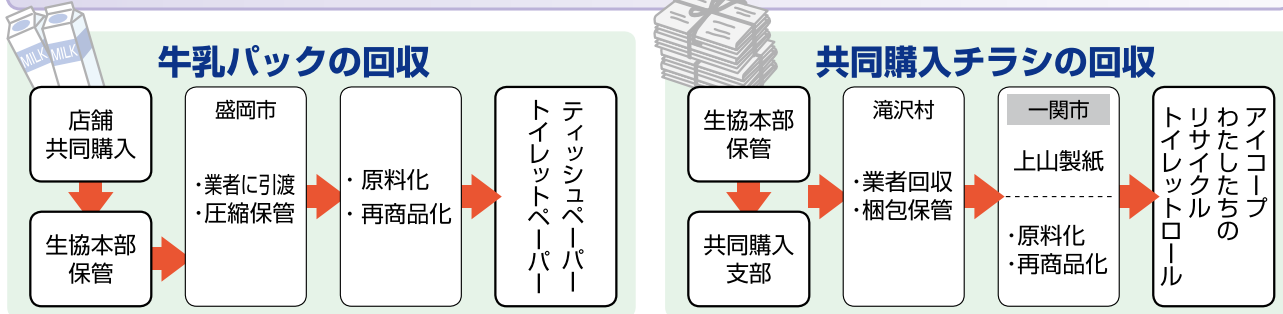 MILK
MILK
牛乳パックの回収
店舗
共同購入
生協本部
保管
盛岡市
・業者に引渡
・圧縮保管
・原料化
・再商品化
ティッシュペーパー
トイレットペーパー
共同購入チラシの回収
生協本部
保管
共同購入
支部
滝沢村
・業者回収
・梱包保管
一関市
上山製紙
・原料化
・再商品化
アイコープ
わたしたちの
リサイクル
トイレットロール